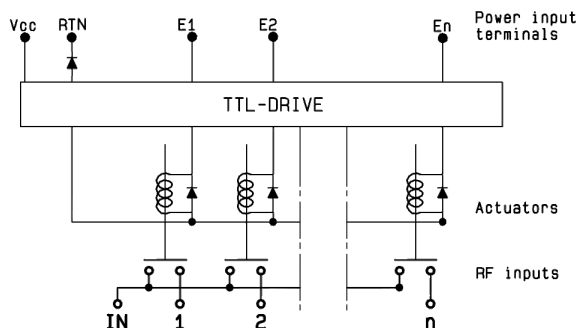 Vcc RTN E1 E2 En Power input
terminals
TTL-DRIVE
Actuators
RF inputs
IN 1 2 n